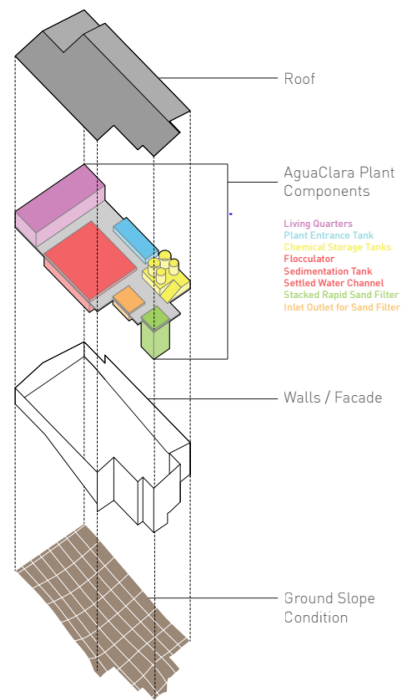 Roof
AguaClara Plant
Components
Living Quarters
Plant Entrance Tank
Chemical Storage Tanks
Flocculator
Sedimentation Tank
Settled Water Channel
Stacked Rapid Sand Filter
Inlet Outlet for Sand Filter
Walls / Facade
Ground Slope
Condition